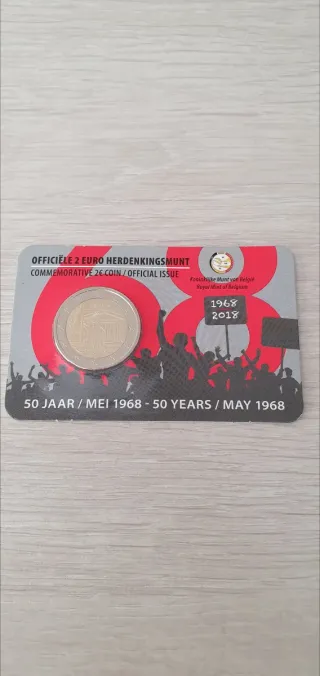 OFFICIËLE 2 EURO HERDENKINGSMUNT
COMMEMORATIVE 2€ COIN / OFFICIAL ISSUE
Koninklijke Munt van België
Royal Mint of Belgium
68
1968
2018
50 JAAR / MEI 1968 - 50 YEARS / MAY 1968